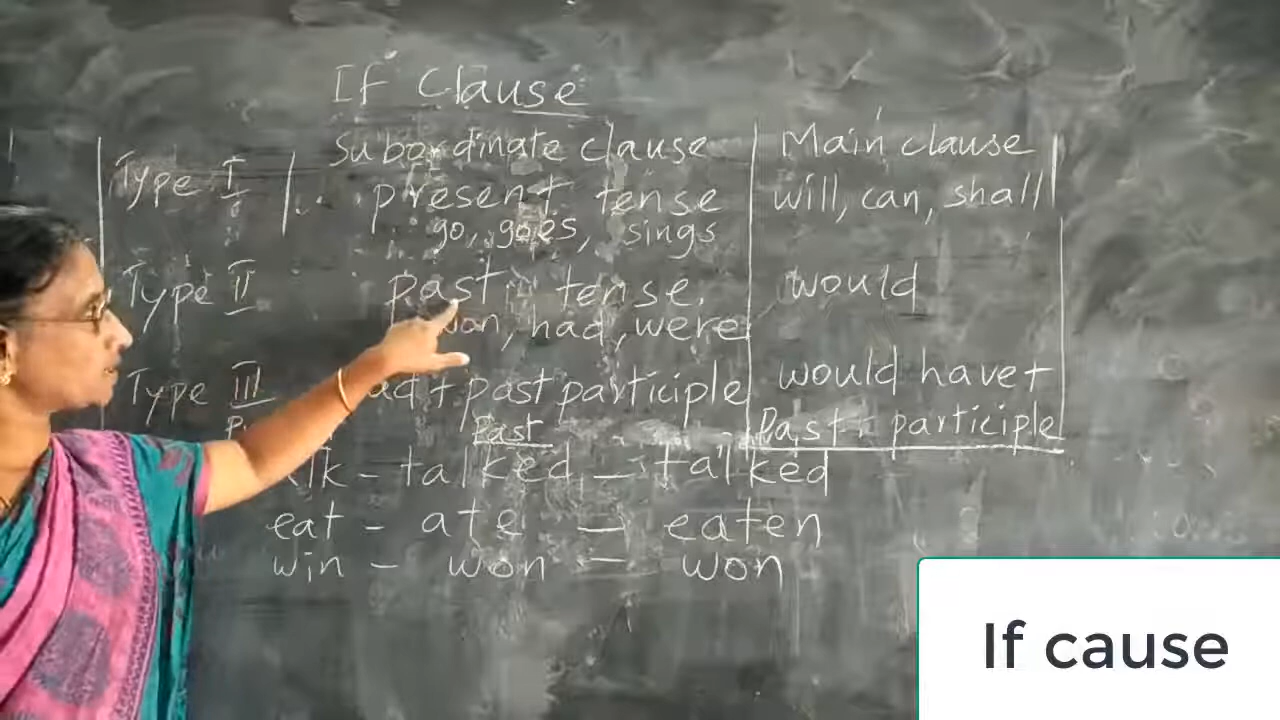 If Clause
Subordinate clause Main clause
Type I present tense will, can, shall
go, goes, sings
Type II past tense. would
won, had, were
Type III had + past participle would have +
Past participle
Past
talked - talked
eat - ate - eaten
win - won - won
If cause